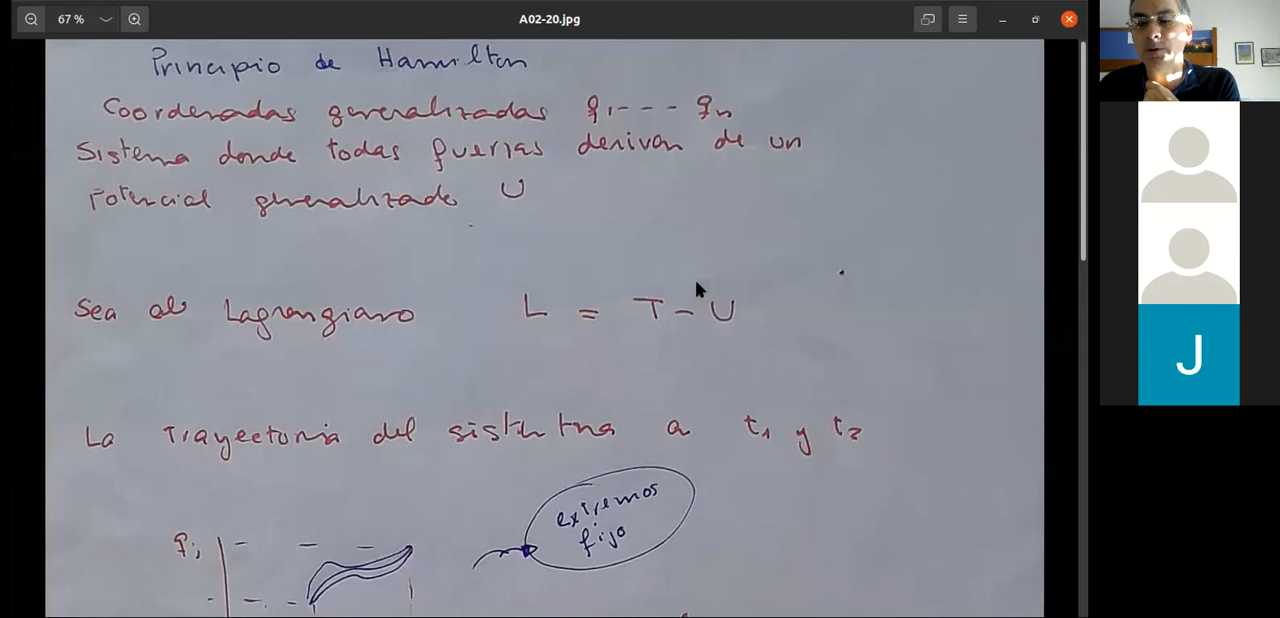 67 %
A02-20.jpg
Principio de Hamilton
Coordenadas generalizadas q1 - - - qn
Sistema donde todas fuerzas derivan de un
Potencial generalizado U
Sea el Lagrangiano L = T - U
La Trayectoria del sistema a t1 y t2
extremos
fijo
qi
J